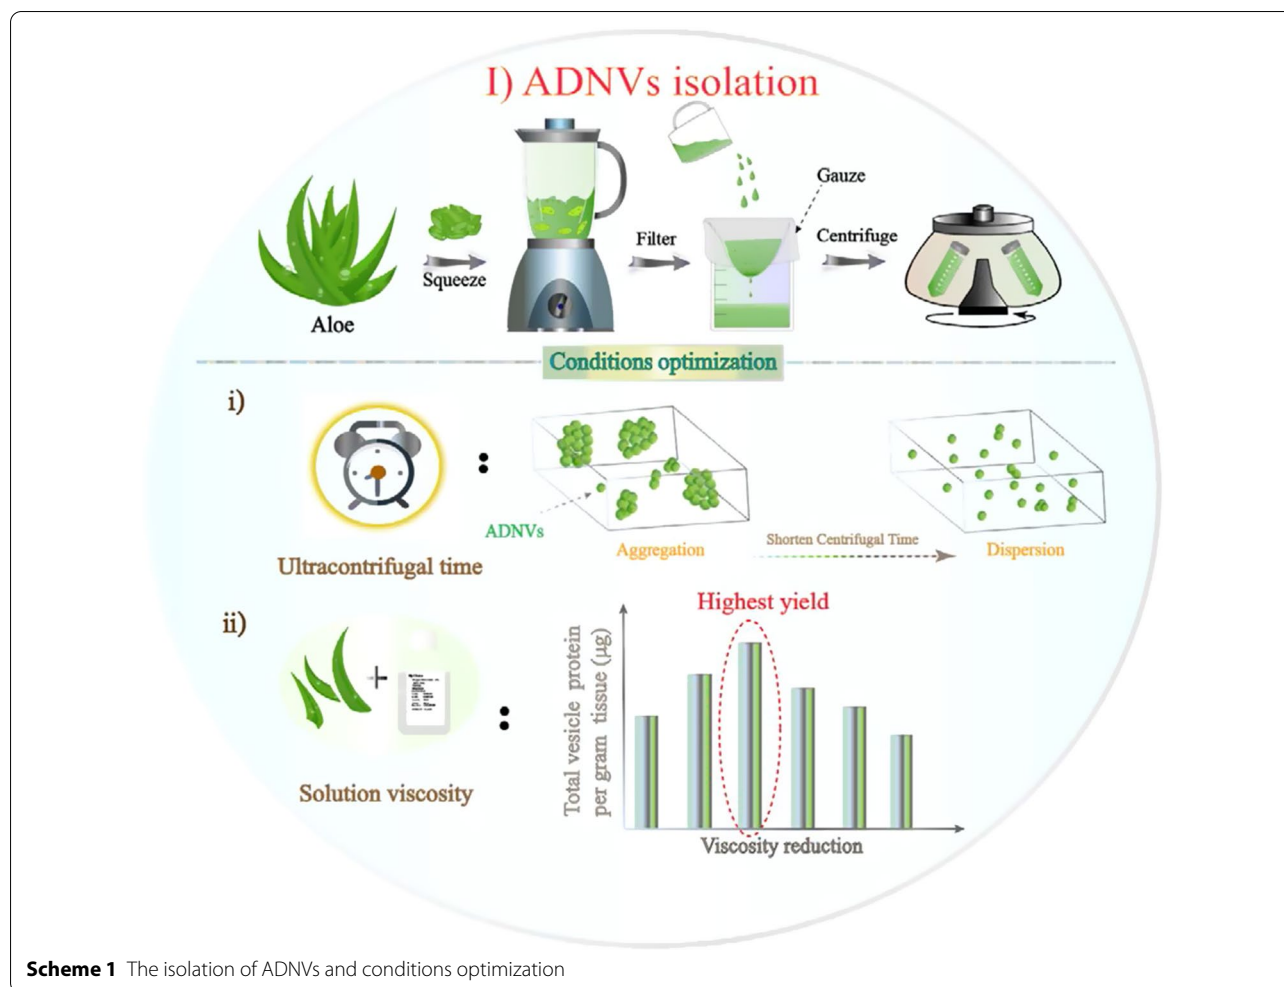 I) ADNVs isolation
Gauze
Filter
Centrifuge
Squeeze
Aloe
Conditions optimization
i)
ADNVs
Aggregation
Shorten Centrifugal Time
Dispersion
Ultracontrifugal time
ii)
Highest yield
Total vesicle protein
per gram tissue (μg)
Solution viscosity
Viscosity reduction
Scheme 1 The isolation of ADNVs and conditions optimization